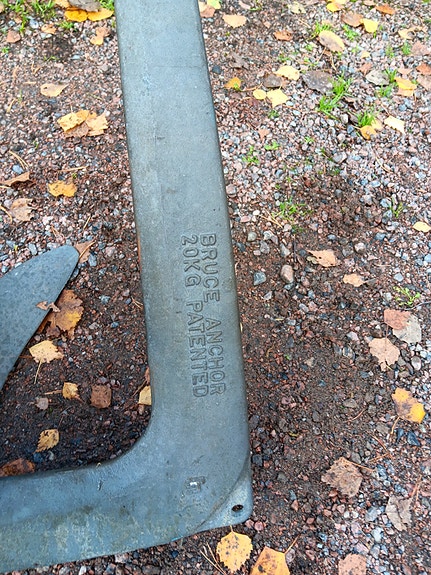 BRUCE ANCHOR
20KG PATENTED